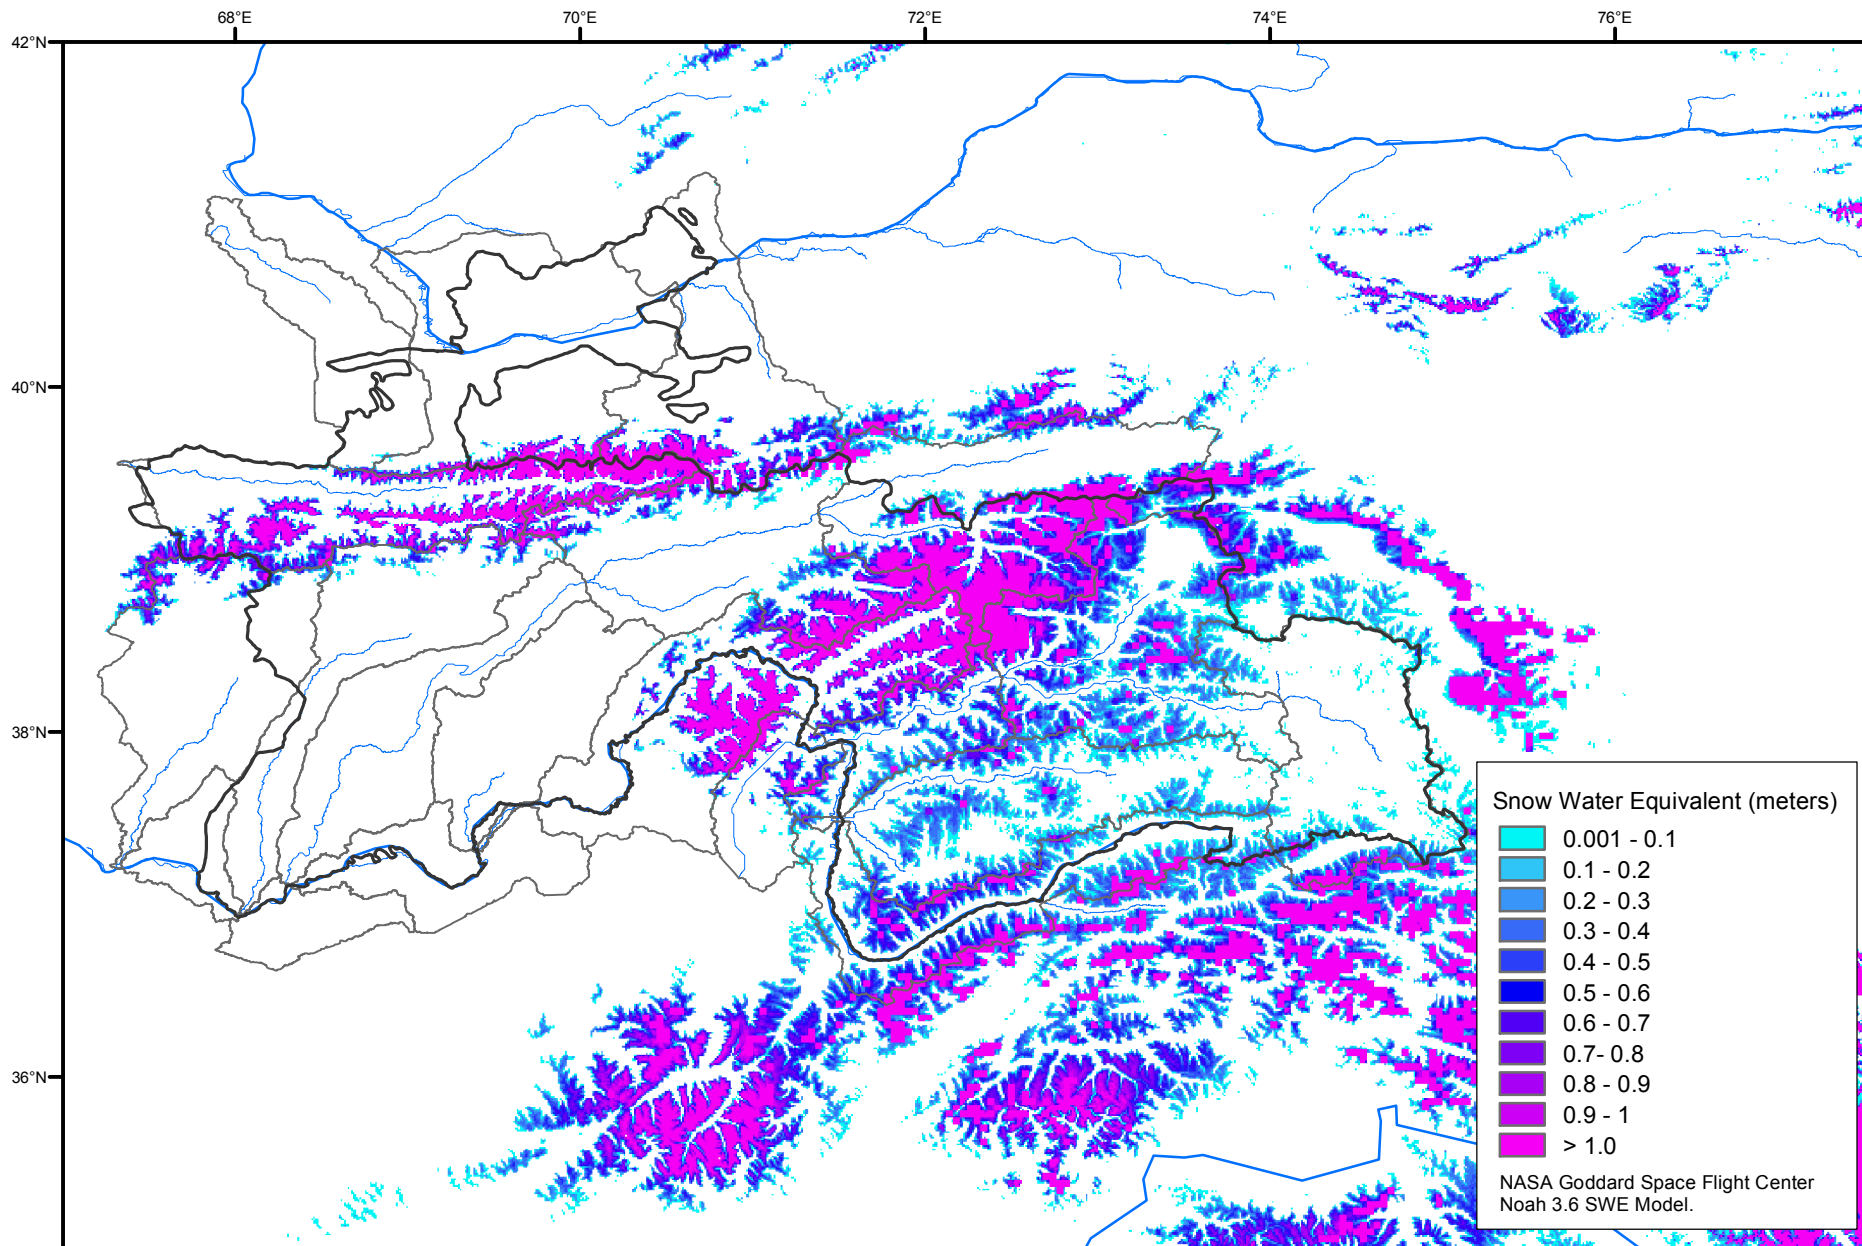 68°E 70°E 72°E 74°E 76°E
42°N
40°N
38°N
36°N
Snow Water Equivalent (meters)
0.001 - 0.1
0.1 - 0.2
0.2 - 0.3
0.3 - 0.4
0.4 - 0.5
0.5 - 0.6
0.6 - 0.7
0.7- 0.8
0.8 - 0.9
0.9 - 1
> 1.0
NASA Goddard Space Flight Center
Noah 3.6 SWE Model.